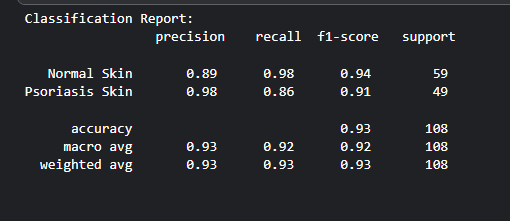 Classification Report:
precision recall f1-score support
Normal Skin 0.89 0.98 0.94 59
Psoriasis Skin 0.98 0.86 0.91 49
accuracy 0.93 108
macro avg 0.93 0.92 0.92 108
weighted avg 0.93 0.93 0.93 108